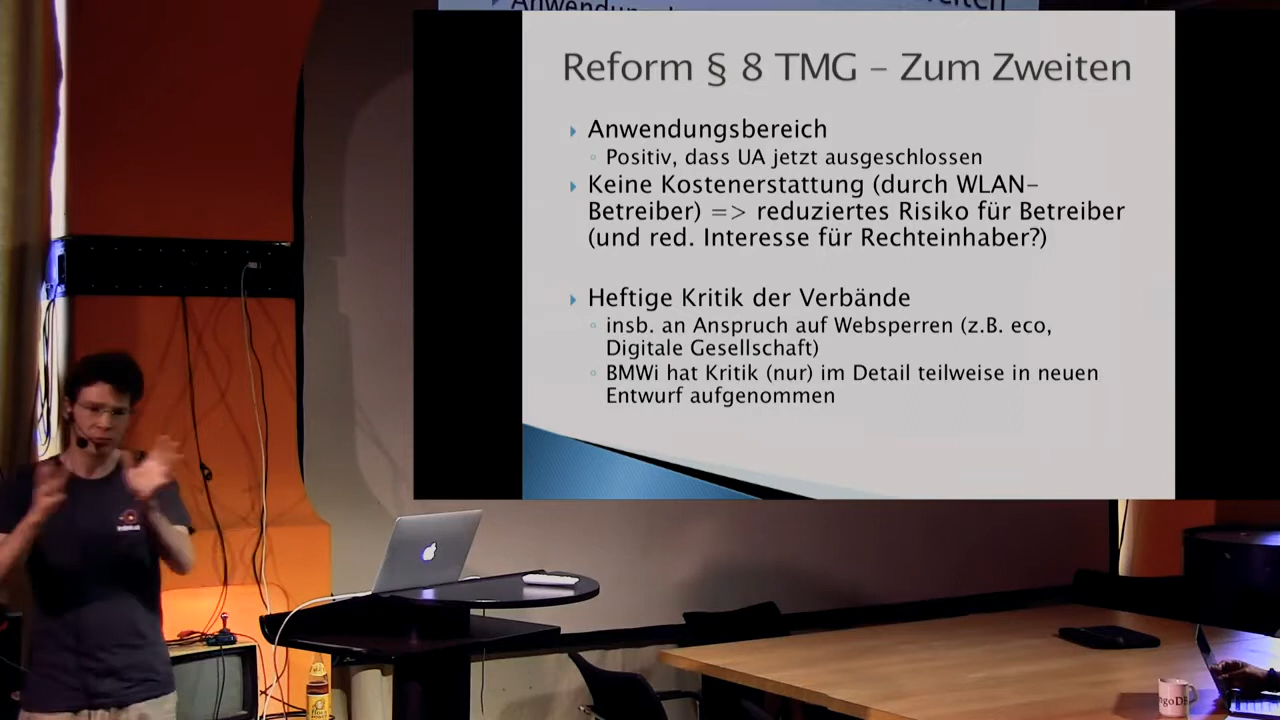 Reform § 8 TMG – Zum Zweiten
Anwendungsbereich
Positiv, dass UA jetzt ausgeschlossen
Keine Kostenerstattung (durch WLAN-
Betreiber) => reduziertes Risiko für Betreiber
(und red. Interesse für Rechteinhaber?)
Heftige Kritik der Verbände
insb. an Anspruch auf Websperren (z.B. eco,
Digitale Gesellschaft)
BMWi hat Kritik (nur) im Detail teilweise in neuen
Entwurf aufgenommen